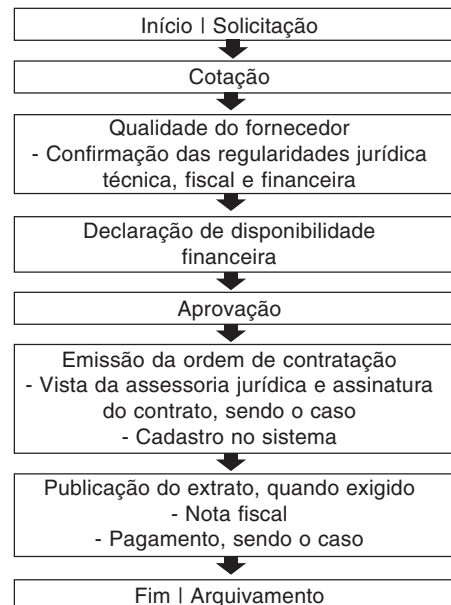 Início | Solicitação
Cotação
Qualidade do fornecedor
- Confirmação das regularidades jurídica
técnica, fiscal e financeira
Declaração de disponibilidade
financeira
Aprovação
Emissão da ordem de contratação
- Vista da assessoria jurídica e assinatura
do contrato, sendo o caso
- Cadastro no sistema
Publicação do extrato, quando exigido
- Nota fiscal
- Pagamento, sendo o caso
Fim | Arquivamento